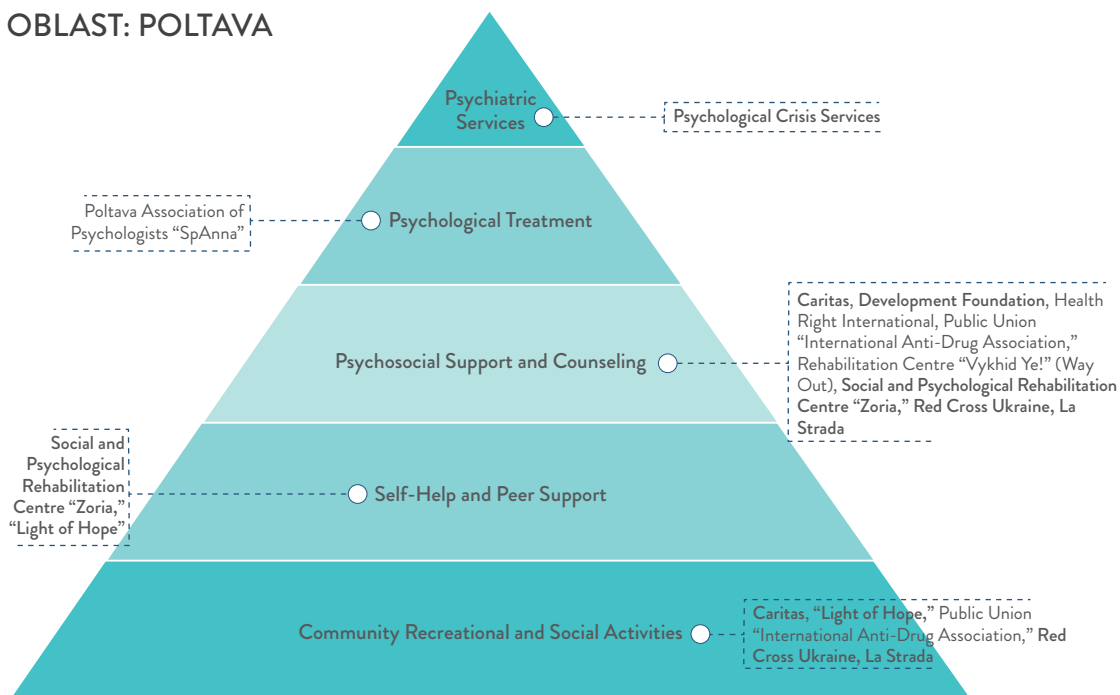 OBLAST: POLTAVA
Psychiatric
Services
Psychological Crisis Services
Poltava Association of
Psychologists “SpAnna”
Psychological Treatment
Psychosocial Support and Counseling
Caritas, Development Foundation, Health
Right International, Public Union
“International Anti-Drug Association,”
Rehabilitation Centre “Vykhid Ye!” (Way
Out), Social and Psychological Rehabilitation
Centre “Zoria,” Red Cross Ukraine, La
Strada
Social and
Psychological
Rehabilitation
Centre “Zoria,”
“Light of Hope”
Self-Help and Peer Support
Community Recreational and Social Activities
Caritas, “Light of Hope,” Public Union
“International Anti-Drug Association,” Red
Cross Ukraine, La Strada